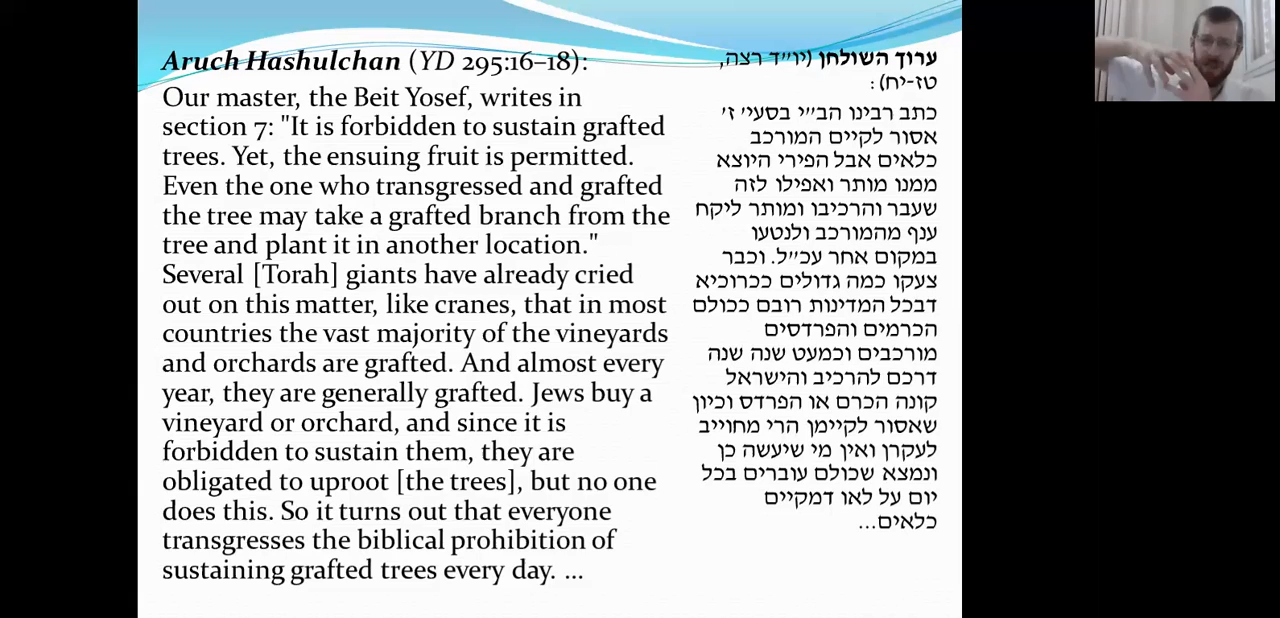 Aruch Hashulchan (YD 295:16–18):
Our master, the Beit Yosef, writes in
section 7: "It is forbidden to sustain grafted
trees. Yet, the ensuing fruit is permitted.
Even the one who transgressed and grafted
the tree may take a grafted branch from the
tree and plant it in another location."
Several [Torah] giants have already cried
out on this matter, like cranes, that in most
countries the vast majority of the vineyards
and orchards are grafted. And almost every
year, they are generally grafted. Jews buy a
vineyard or orchard, and since it is
forbidden to sustain them, they are
obligated to uproot [the trees], but no one
does this. So it turns out that everyone
transgresses the biblical prohibition of
sustaining grafted trees every day. ...
ערוך השולחן (יו״ד רצה,
טז-יח):
כתב רבינו הב״י בסעי׳ ז׳
אסור לקיים המורכב
כלאים אבל הפירי היוצא
ממנו מותר ואפילו לזה
שעבר והרכיבו ומותר ליקח
ענף מהמורכב ולנטעו
במקום אחר עכ״ל. וכבר
צעקו כמה גדולים ככרוכיא
דבכל המדינות רובם ככולם
הכרמים והפרדסים
מורכבים וכמעט שנה שנה
דרכם להרכיב והישראל
קונה הכרם או הפרדס וכיון
שאסור לקיימן הרי מחוייב
לעקרן ואין מי שיעשה כן
ונמצא שכולם עוברים בכל
יום על לאו דמקיים
כלאים...